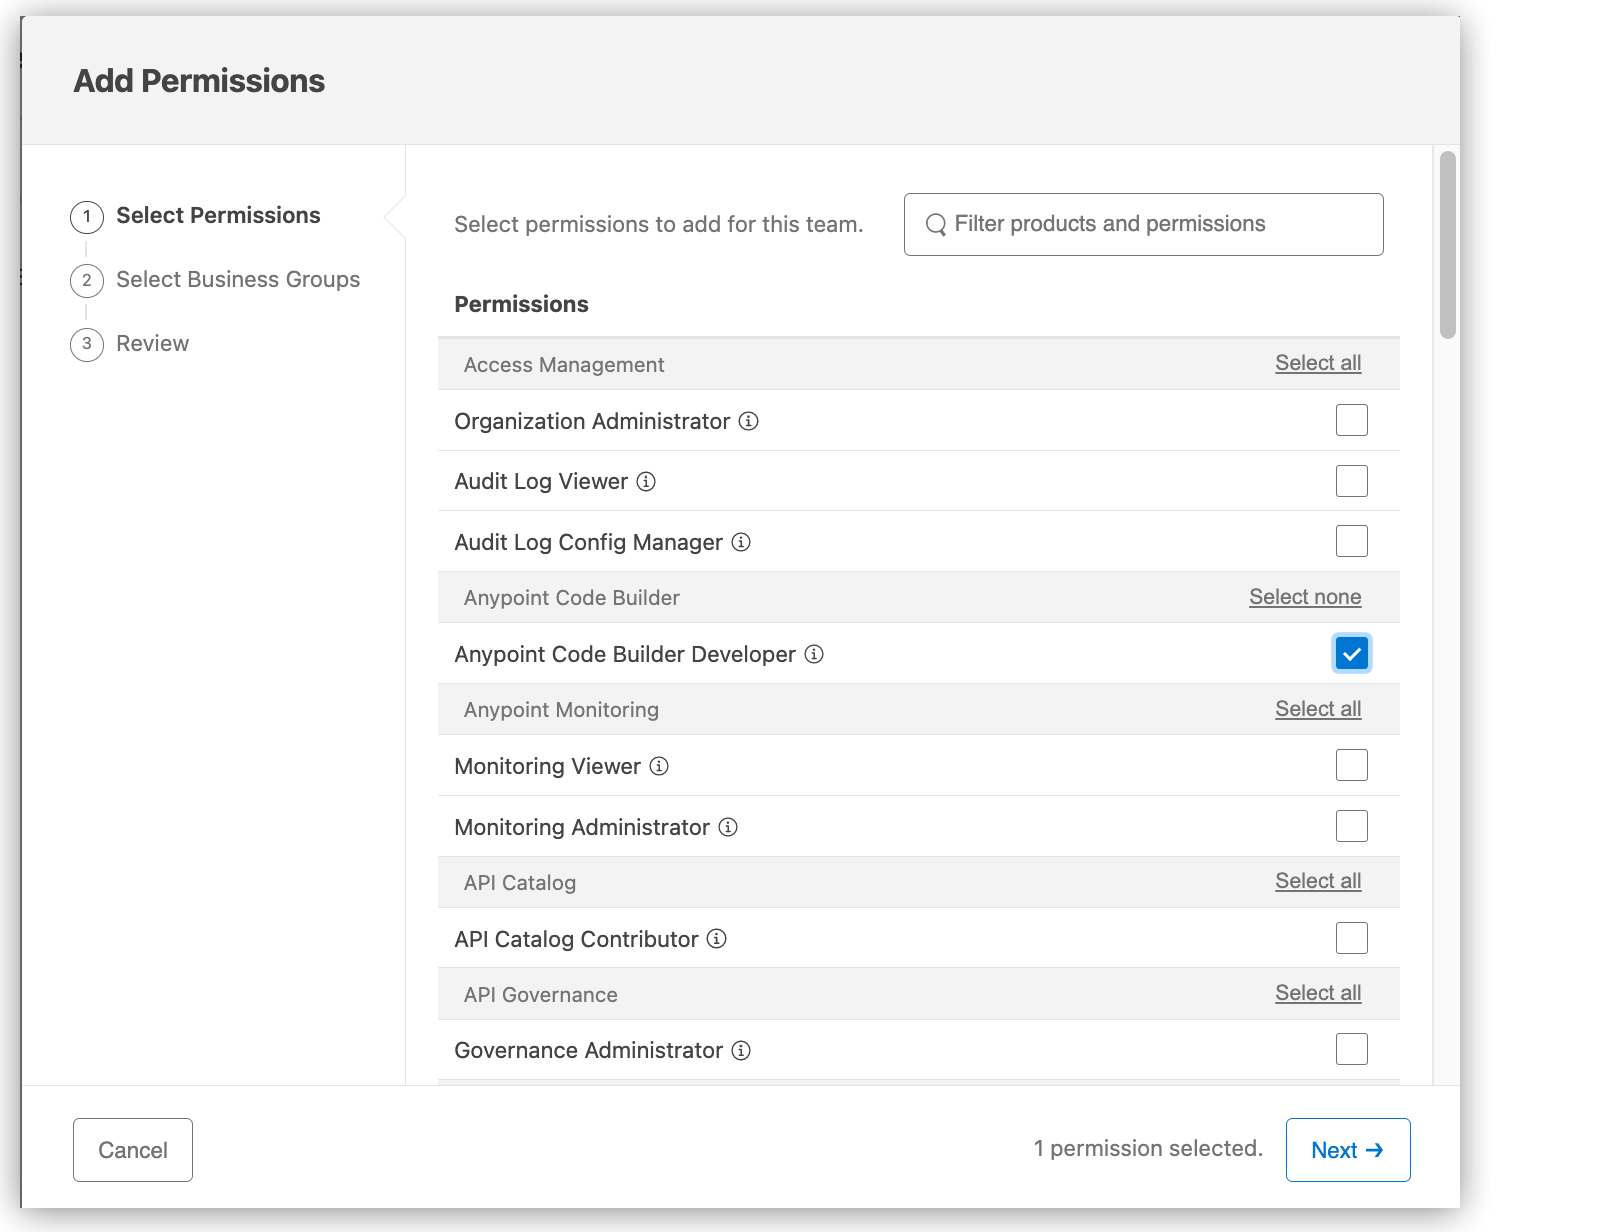 Add Permissions
1 Select Permissions
2 Select Business Groups
3 Review
Select permissions to add for this team.
Filter products and permissions
Permissions
Access Management Select all
Organization Administrator
Audit Log Viewer
Audit Log Config Manager
Anypoint Code Builder Select none
Anypoint Code Builder Developer
Anypoint Monitoring Select all
Monitoring Viewer
Monitoring Administrator
API Catalog Select all
API Catalog Contributor
API Governance Select all
Governance Administrator
Cancel 1 permission selected. Next →